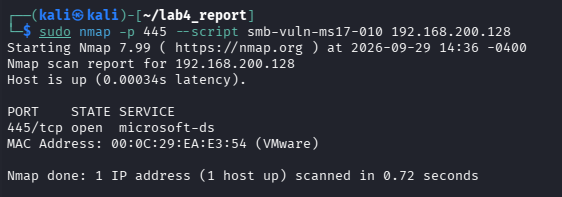 ┌──(kali㉿kali)-[~/lab4_report]
└─$ sudo nmap -p 445 --script smb-vuln-ms17-010 192.168.200.128
Starting Nmap 7.99 ( https://nmap.org ) at 2026-09-29 14:36 -0400
Nmap scan report for 192.168.200.128
Host is up (0.00034s latency).

PORT    STATE SERVICE
445/tcp open  microsoft-ds
MAC Address: 00:0C:29:EA:E3:54 (VMware)

Nmap done: 1 IP address (1 host up) scanned in 0.72 seconds